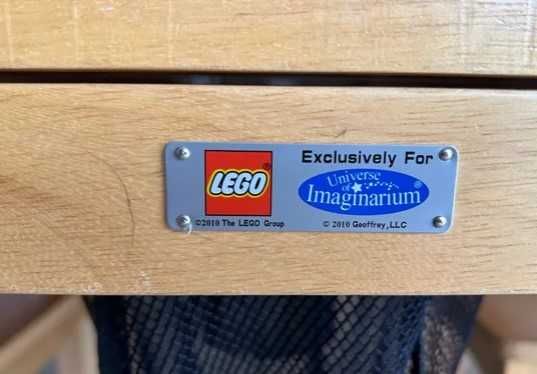 LEGO®
©2010 The LEGO Group
Exclusively For
Universe
of
Imaginarium®
© 2010 Geoffrey, LLC